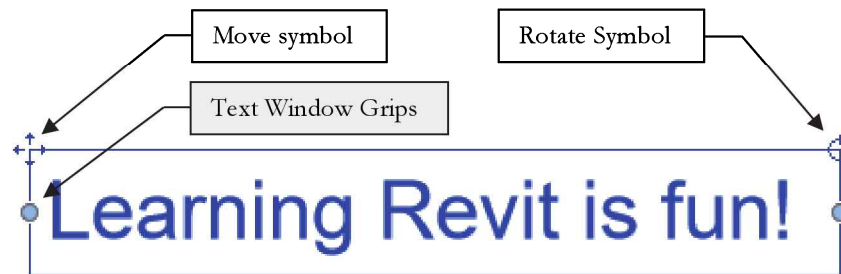 Move symbol
Rotate Symbol
Text Window Grips
Learning Revit is fun!